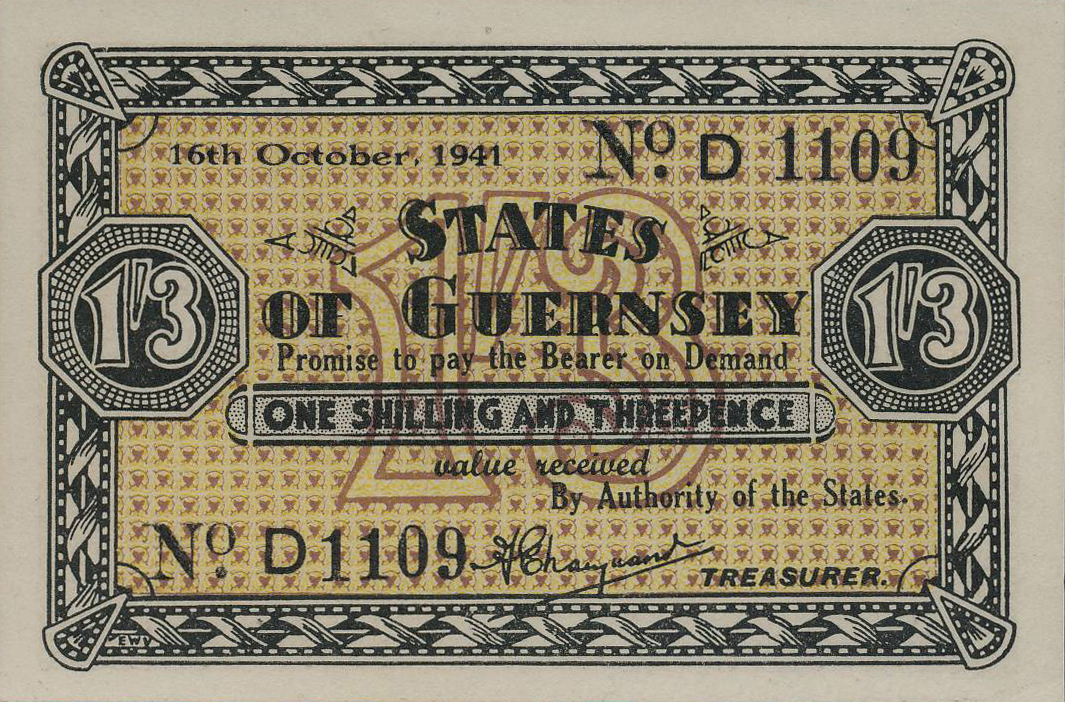 16th October, 1941
Nº. D 1109
1'/3
STATES
OF GUERNSEY
1'/3
Promise to pay the Bearer on Demand
ONE SHILLING AND THREEPENCE
value received
By Authority of the States.
Nº. D 1109
TREASURER.
EWV